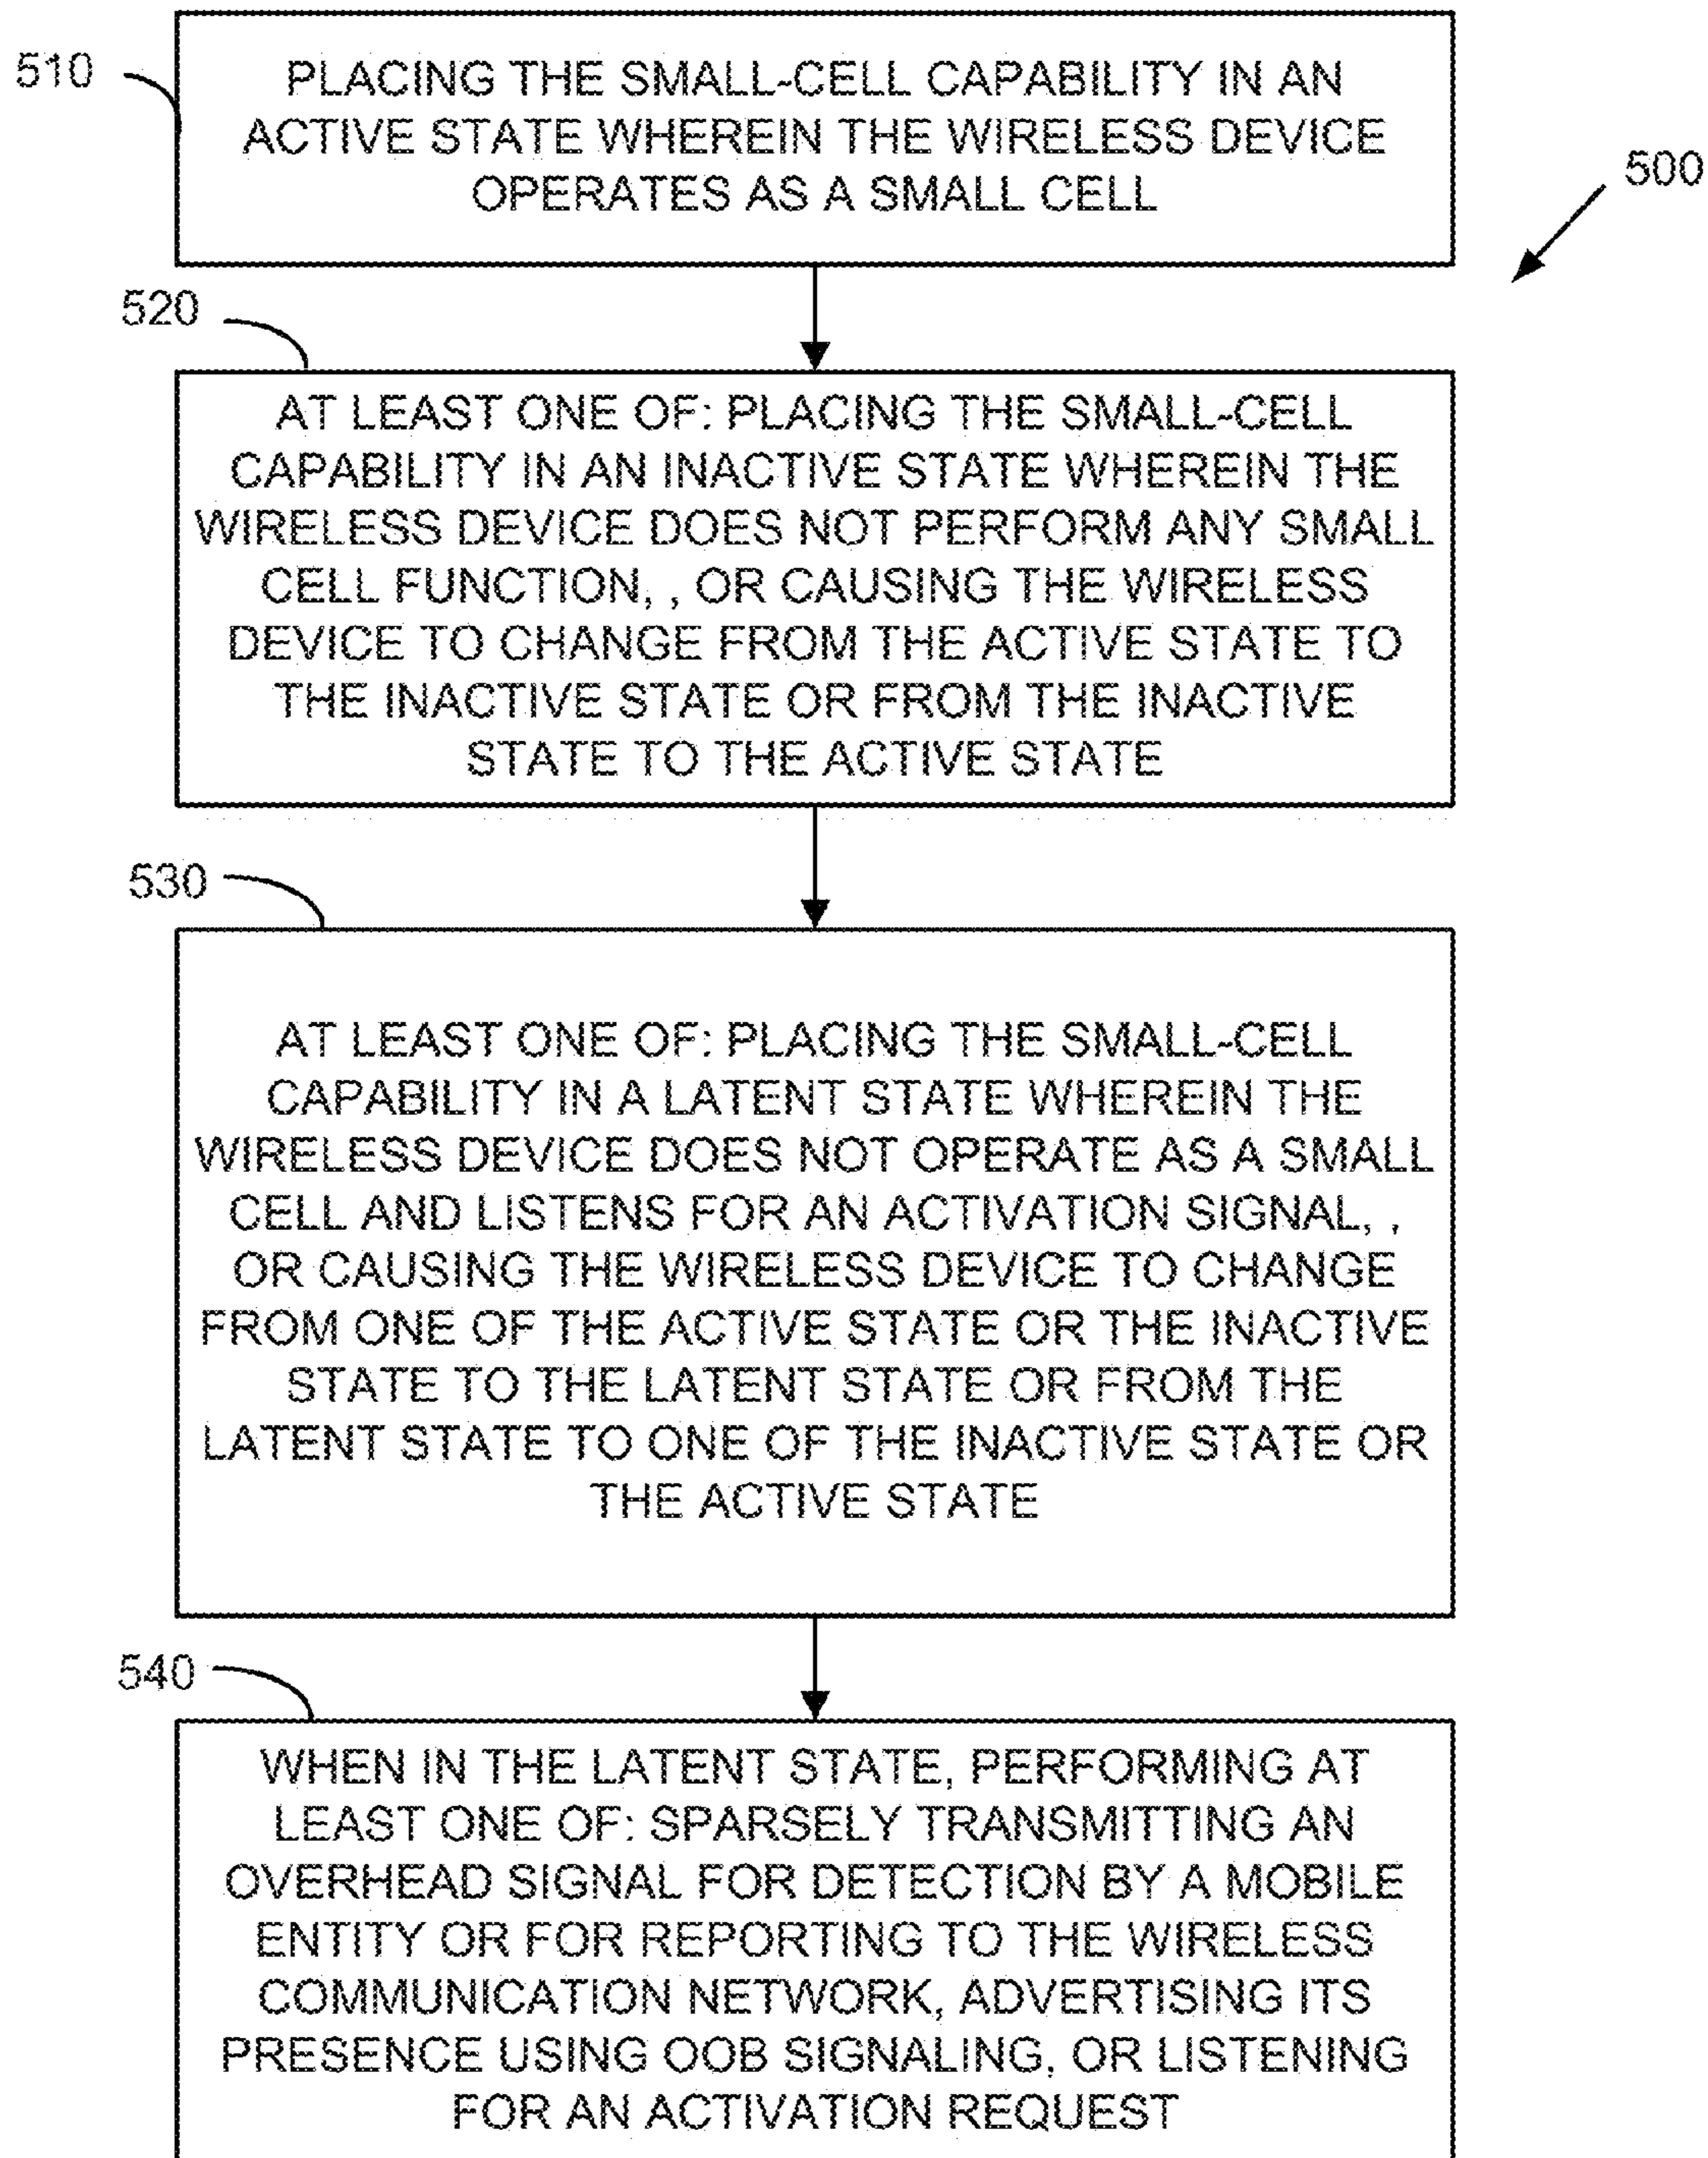 510
PLACING THE SMALL-CELL CAPABILITY IN AN
ACTIVE STATE WHEREIN THE WIRELESS DEVICE
OPERATES AS A SMALL CELL
500
520
AT LEAST ONE OF: PLACING THE SMALL-CELL
CAPABILITY IN AN INACTIVE STATE WHEREIN THE
WIRELESS DEVICE DOES NOT PERFORM ANY SMALL
CELL FUNCTION, , OR CAUSING THE WIRELESS
DEVICE TO CHANGE FROM THE ACTIVE STATE TO
THE INACTIVE STATE OR FROM THE INACTIVE
STATE TO THE ACTIVE STATE
530
AT LEAST ONE OF: PLACING THE SMALL-CELL
CAPABILITY IN A LATENT STATE WHEREIN THE
WIRELESS DEVICE DOES NOT OPERATE AS A SMALL
CELL AND LISTENS FOR AN ACTIVATION SIGNAL, ,
OR CAUSING THE WIRELESS DEVICE TO CHANGE
FROM ONE OF THE ACTIVE STATE OR THE INACTIVE
STATE TO THE LATENT STATE OR FROM THE
LATENT STATE TO ONE OF THE INACTIVE STATE OR
THE ACTIVE STATE
540
WHEN IN THE LATENT STATE, PERFORMING AT
LEAST ONE OF: SPARSELY TRANSMITTING AN
OVERHEAD SIGNAL FOR DETECTION BY A MOBILE
ENTITY OR FOR REPORTING TO THE WIRELESS
COMMUNICATION NETWORK, ADVERTISING ITS
PRESENCE USING OOB SIGNALING, OR LISTENING
FOR AN ACTIVATION REQUEST